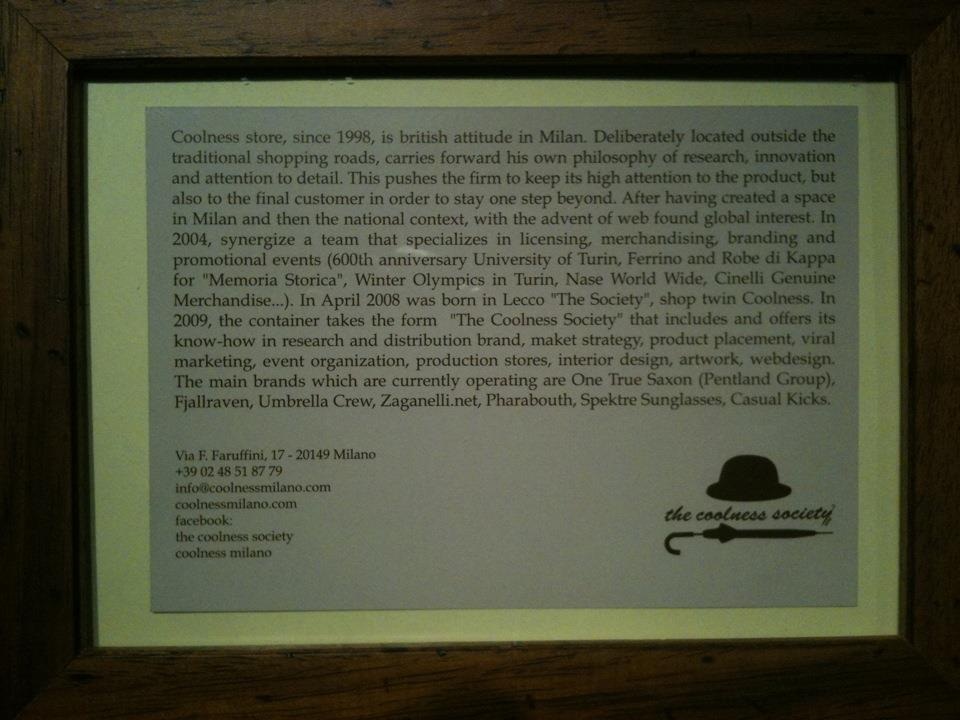 Coolness store, since 1998, is british attitude in Milan. Deliberately located outside the
traditional shopping roads, carries forward his own philosophy of research, innovation
and attention to detail. This pushes the firm to keep its high attention to the product, but
also to the final customer in order to stay one step beyond. After having created a space
in Milan and then the national context, with the advent of web found global interest. In
2004, synergize a team that specializes in licensing, merchandising, branding and
promotional events (600th anniversary University of Turin, Ferrino and Robe di Kappa
for "Memoria Storica", Winter Olympics in Turin, Nase World Wide, Cinelli Genuine
Merchandise...). In April 2008 was born in Lecco "The Society", shop twin Coolness. In
2009, the container takes the form "The Coolness Society" that includes and offers its
know-how in research and distribution brand, maket strategy, product placement, viral
marketing, event organization, production stores, interior design, artwork, webdesign.
The main brands which are currently operating are One True Saxon (Pentland Group),
Fjallraven, Umbrella Crew, Zaganelli.net, Pharabouth, Spektre Sunglasses, Casual Kicks.
Via F. Faruffini, 17 - 20149 Milano
+39 02 48 51 87 79
info@coolnessmilano.com
coolnessmilano.com
facebook:
the coolness society
coolness milano
the coolness society